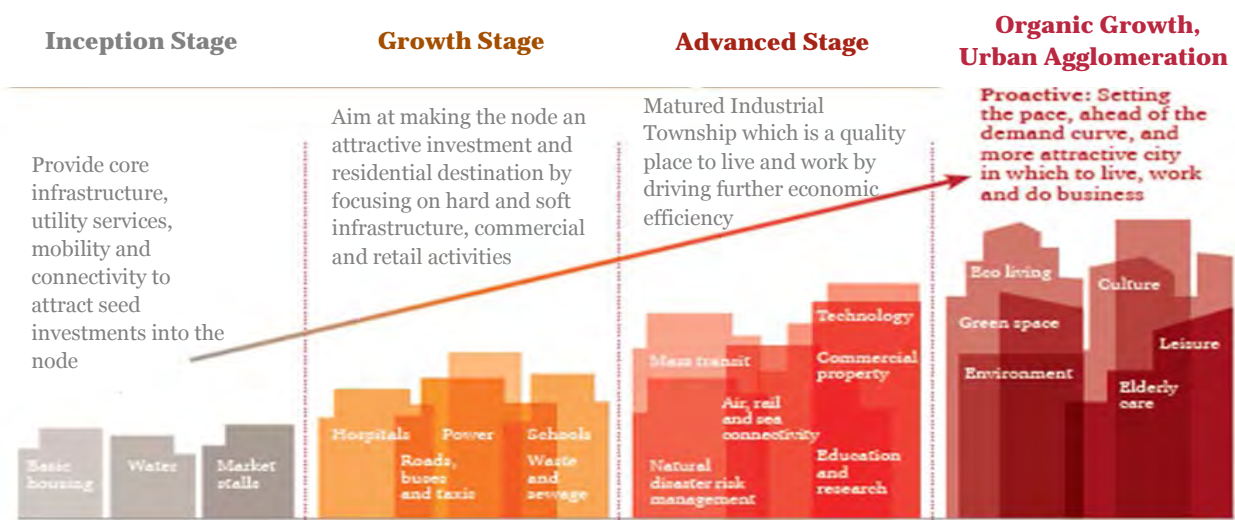 Inception Stage
Provide core
infrastructure,
utility services,
mobility and
connectivity to
attract seed
investments into the
node
Basic
housing
Water
Market
stalls
Growth Stage
Aim at making the node an
attractive investment and
residential destination by
focusing on hard and soft
infrastructure, commercial
and retail activities
Hospitals
Power
Schools
Roads,
buses
and taxis
Waste
and
sewage
Advanced Stage
Matured Industrial
Township which is a quality
place to live and work by
driving further economic
efficiency
Technology
Mass transit
Commercial
property
Air, rail
and sea
connectivity
Natural
disaster risk
management
Education
and
research
Organic Growth,
Urban Agglomeration
Proactive: Setting
the pace, ahead of the
demand curve, and
more attractive city
in which to live, work
and do business
Eco living
Culture
Green space
Leisure
Environment
Elderly
care